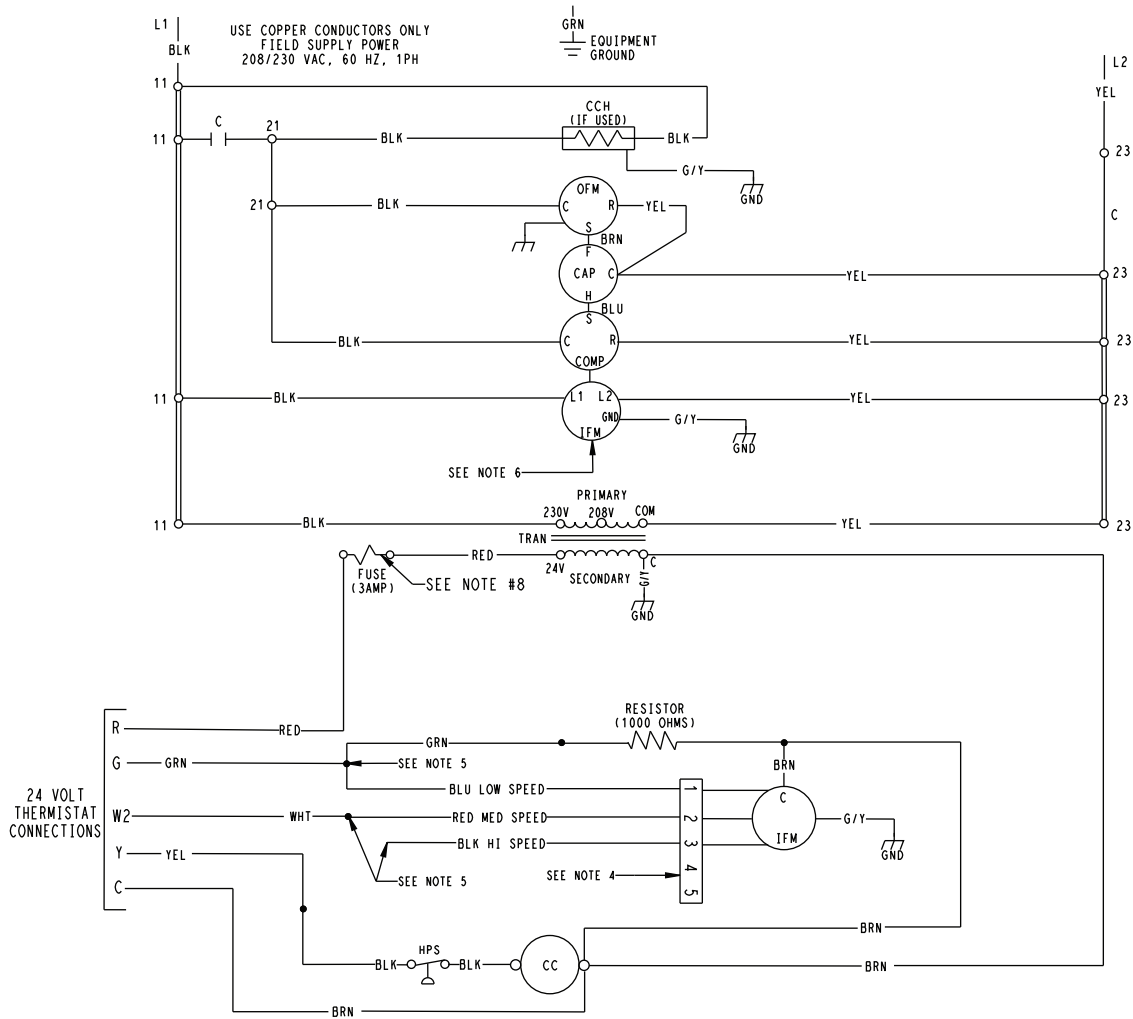 L1
BLK
USE COPPER CONDUCTORS ONLY
FIELD SUPPLY POWER
208/230 VAC, 60 HZ, 1PH
GRN
EQUIPMENT
GROUND
L2
YEL
11
CCH
(IF USED)
11
C
21
BLK
BLK
23
G/Y
GND
OFM
21
BLK
C
R
YEL
S
C
BRN
F
CAP
C
YEL
23
H
BLU
S
BLK
C
R
YEL
23
COMP
11
BLK
L1
L2
YEL
23
GND
G/Y
GND
IFM
SEE NOTE 6
PRIMARY
230V
208V
COM
11
BLK
YEL
23
TRAN
RED
24V
SECONDARY
C
G/Y
GND
FUSE
(3AMP)
SEE NOTE #8
RESISTOR
(1000 OHMS)
R
RED
GRN
G
GRN
SEE NOTE 5
BRN
BLU LOW SPEED
1
C
24 VOLT
THERMISTAT
CONNECTIONS
W2
WHT
RED MED SPEED
2
G/Y
IFM
GND
BLK HI SPEED
3
Y
YEL
SEE NOTE 4
4
C
SEE NOTE 5
5
BRN
HPS
BLK
BLK
CC
BRN
BRN